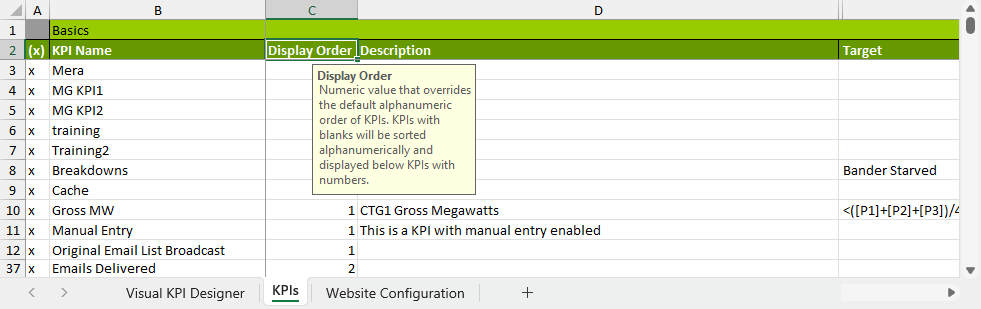 A B C D
1 Basics
2 (x) KPI Name Display Order Description Target
3 x Mera
Display Order
4 x MG KPI1
Numeric value that overrides
the default alphanumeric
5 x MG KPI2
order of KPIs. KPIs with
6 x training
blanks will be sorted
7 x Training2
alphanumerically and
8 x Breakdowns Bander Starved
displayed below KPIs with
numbers.
9 x Cache
10 x Gross MW 1 CTG1 Gross Megawatts <([P1]+[P2]+[P3])/4
11 x Manual Entry 1 This is a KPI with manual entry enabled
12 x Original Email List Broadcast 1
37 x Emails Delivered 2
Visual KPI Designer KPIs Website Configuration +